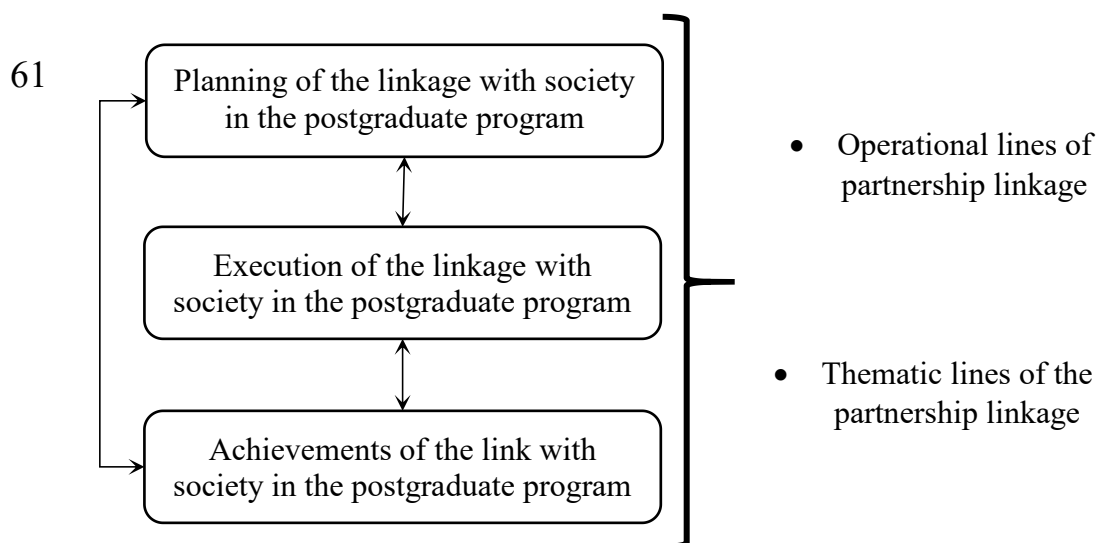 61
Planning of the linkage with society
in the postgraduate program
Execution of the linkage with
society in the postgraduate program
Achievements of the link with
society in the postgraduate program
• Operational lines of
partnership linkage
• Thematic lines of the
partnership linkage